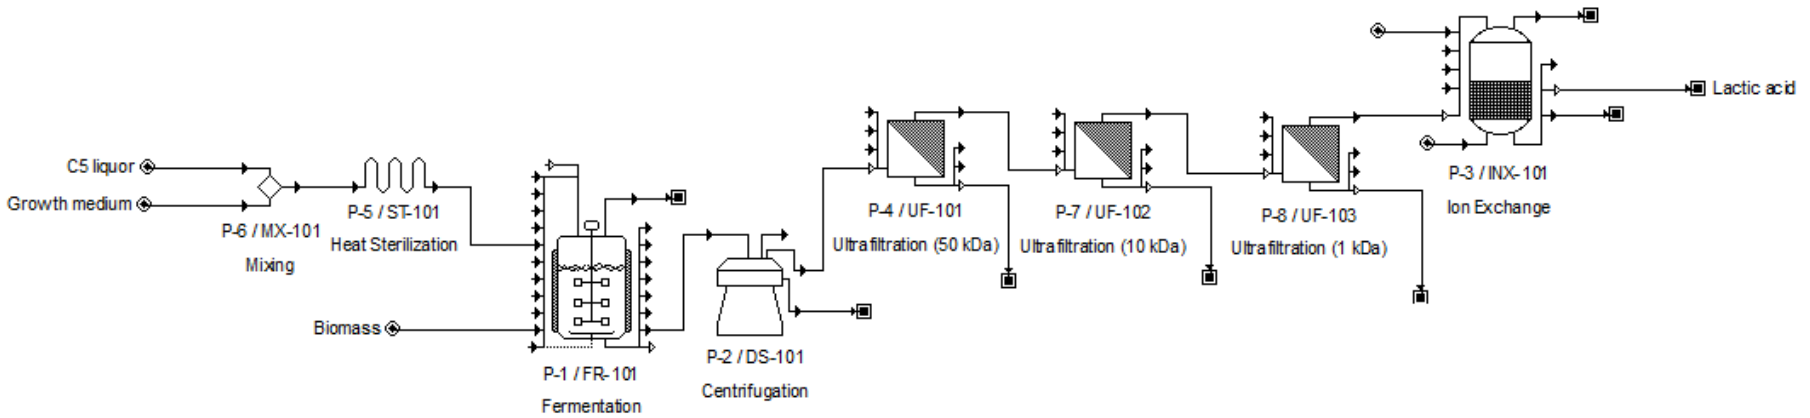 C5 liquor
Growth medium
P-6 / MX-101
Mixing
P-5 / ST-101
Heat Sterilization
Biomass
P-1 / FR-101
Fermentation
P-2 / DS-101
Centrifugation
P-4 / UF-101
Ultrafiltration (50 kDa)
P-7 / UF-102
Ultrafiltration (10 kDa)
P-8 / UF-103
Ultrafiltration (1 kDa)
P-3 / INX-101
Ion Exchange
Lactic acid